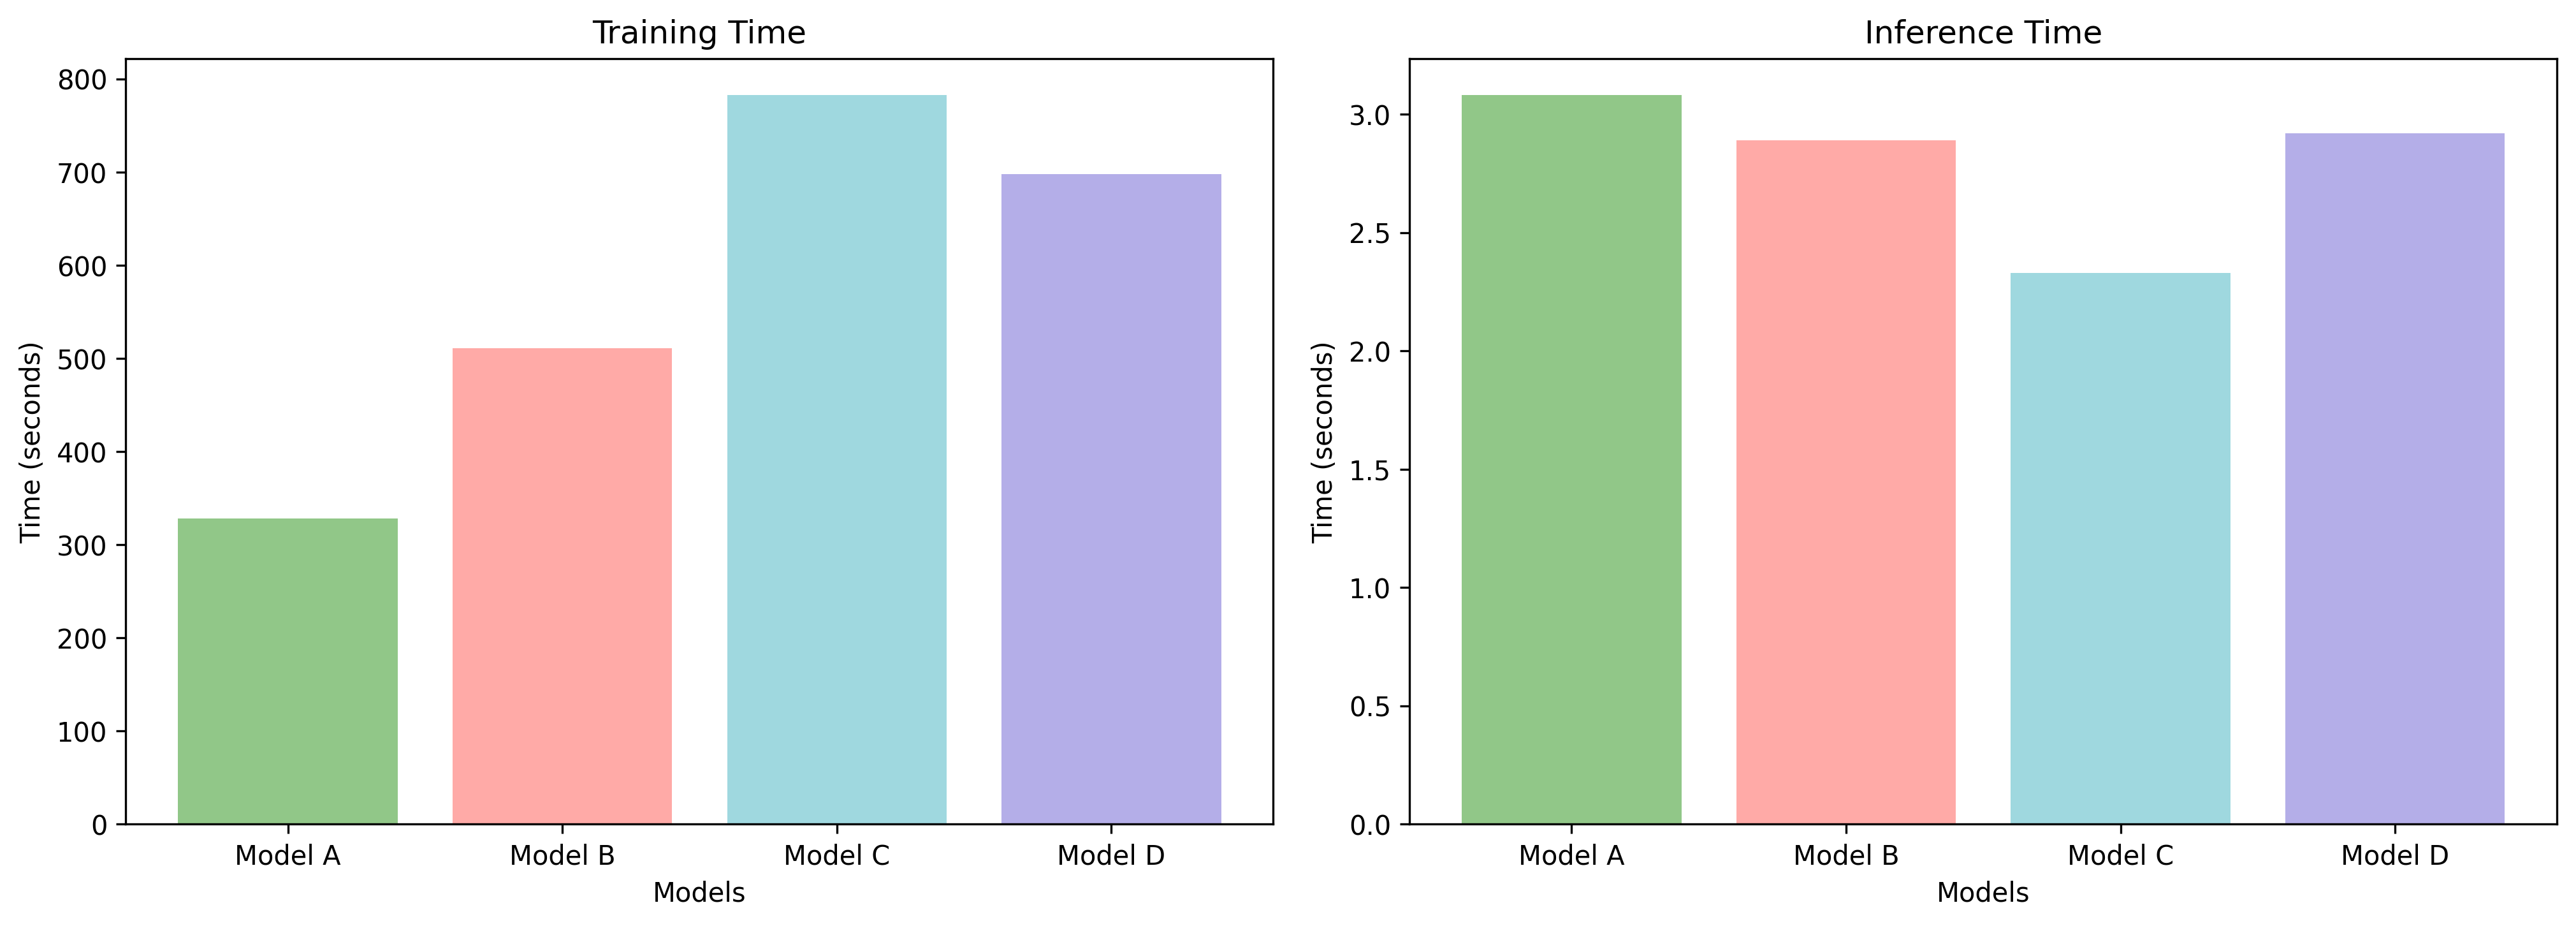 Training Time
800
700
600
500
400
300
200
100
0
Time (seconds)
Model A Model B Model C Model D
Models
Inference Time
3.0
2.5
2.0
1.5
1.0
0.5
0.0
Time (seconds)
Model A Model B Model C Model D
Models